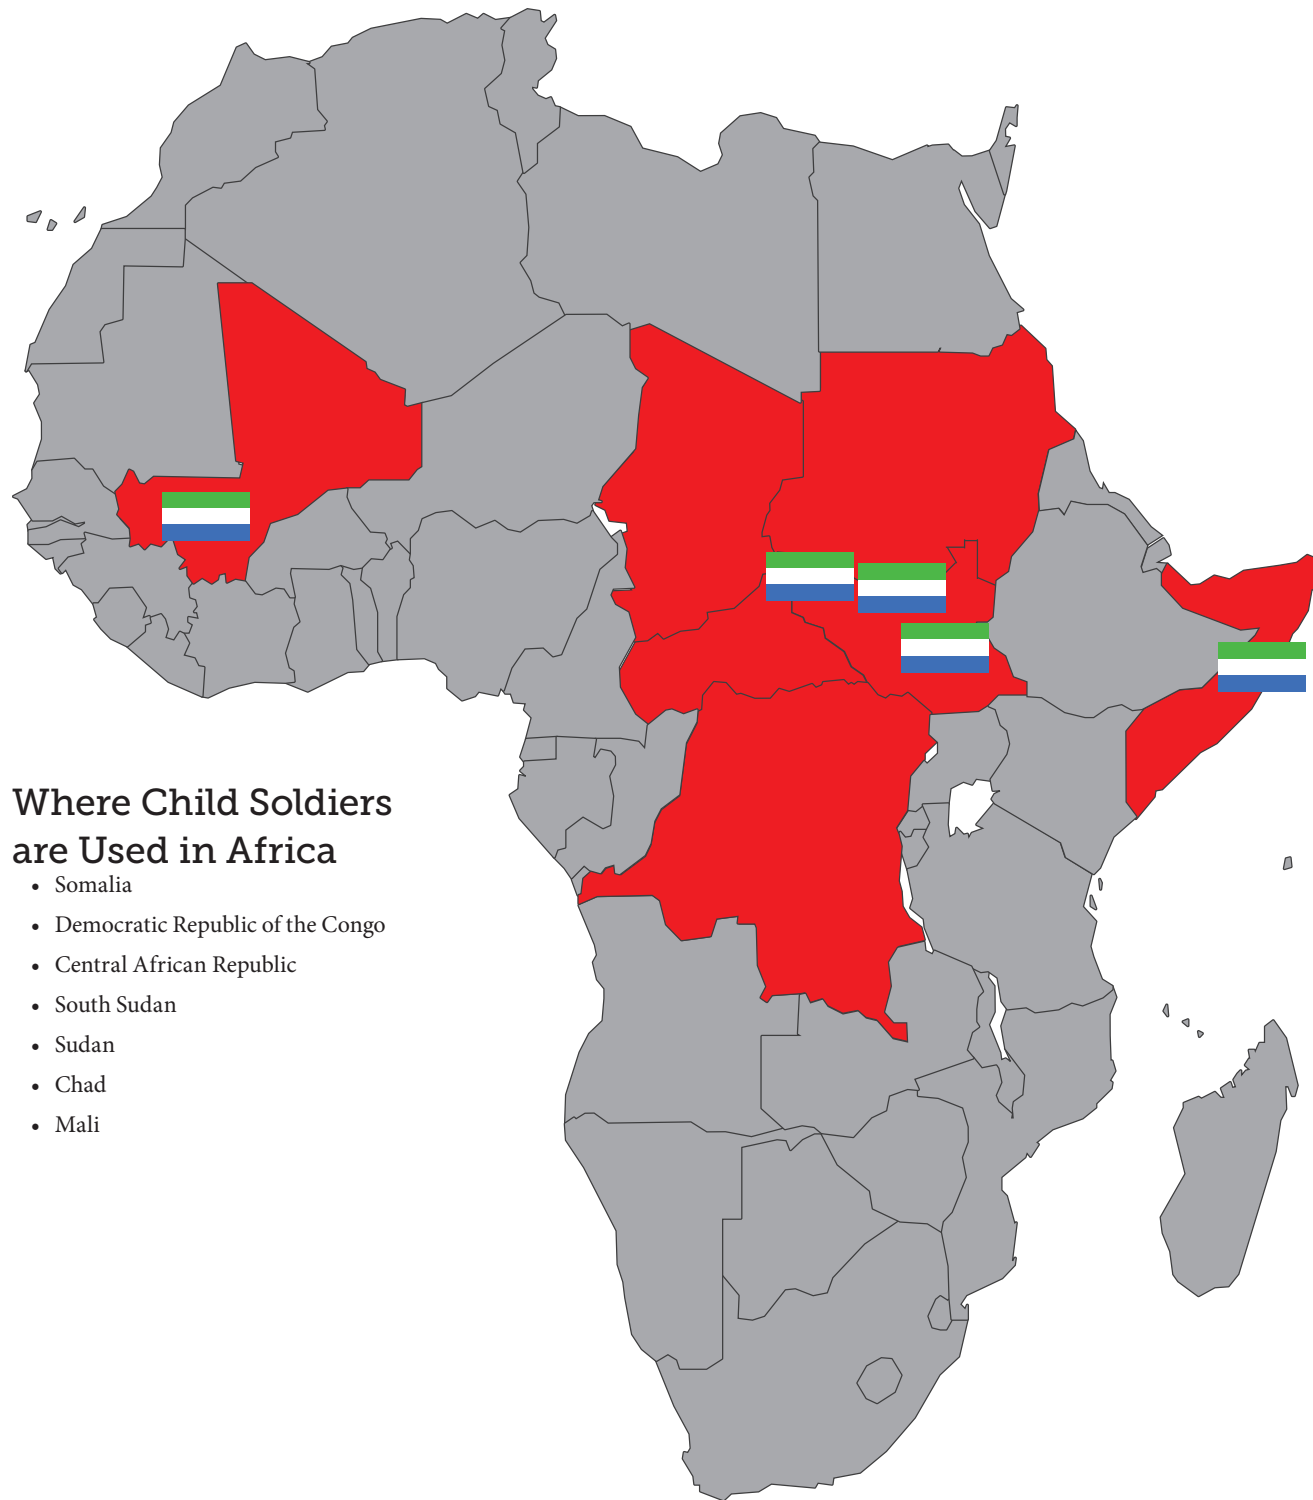 Where Child Soldiers
are Used in Africa
• Somalia
• Democratic Republic of the Congo
• Central African Republic
• South Sudan
• Sudan
• Chad
• Mali